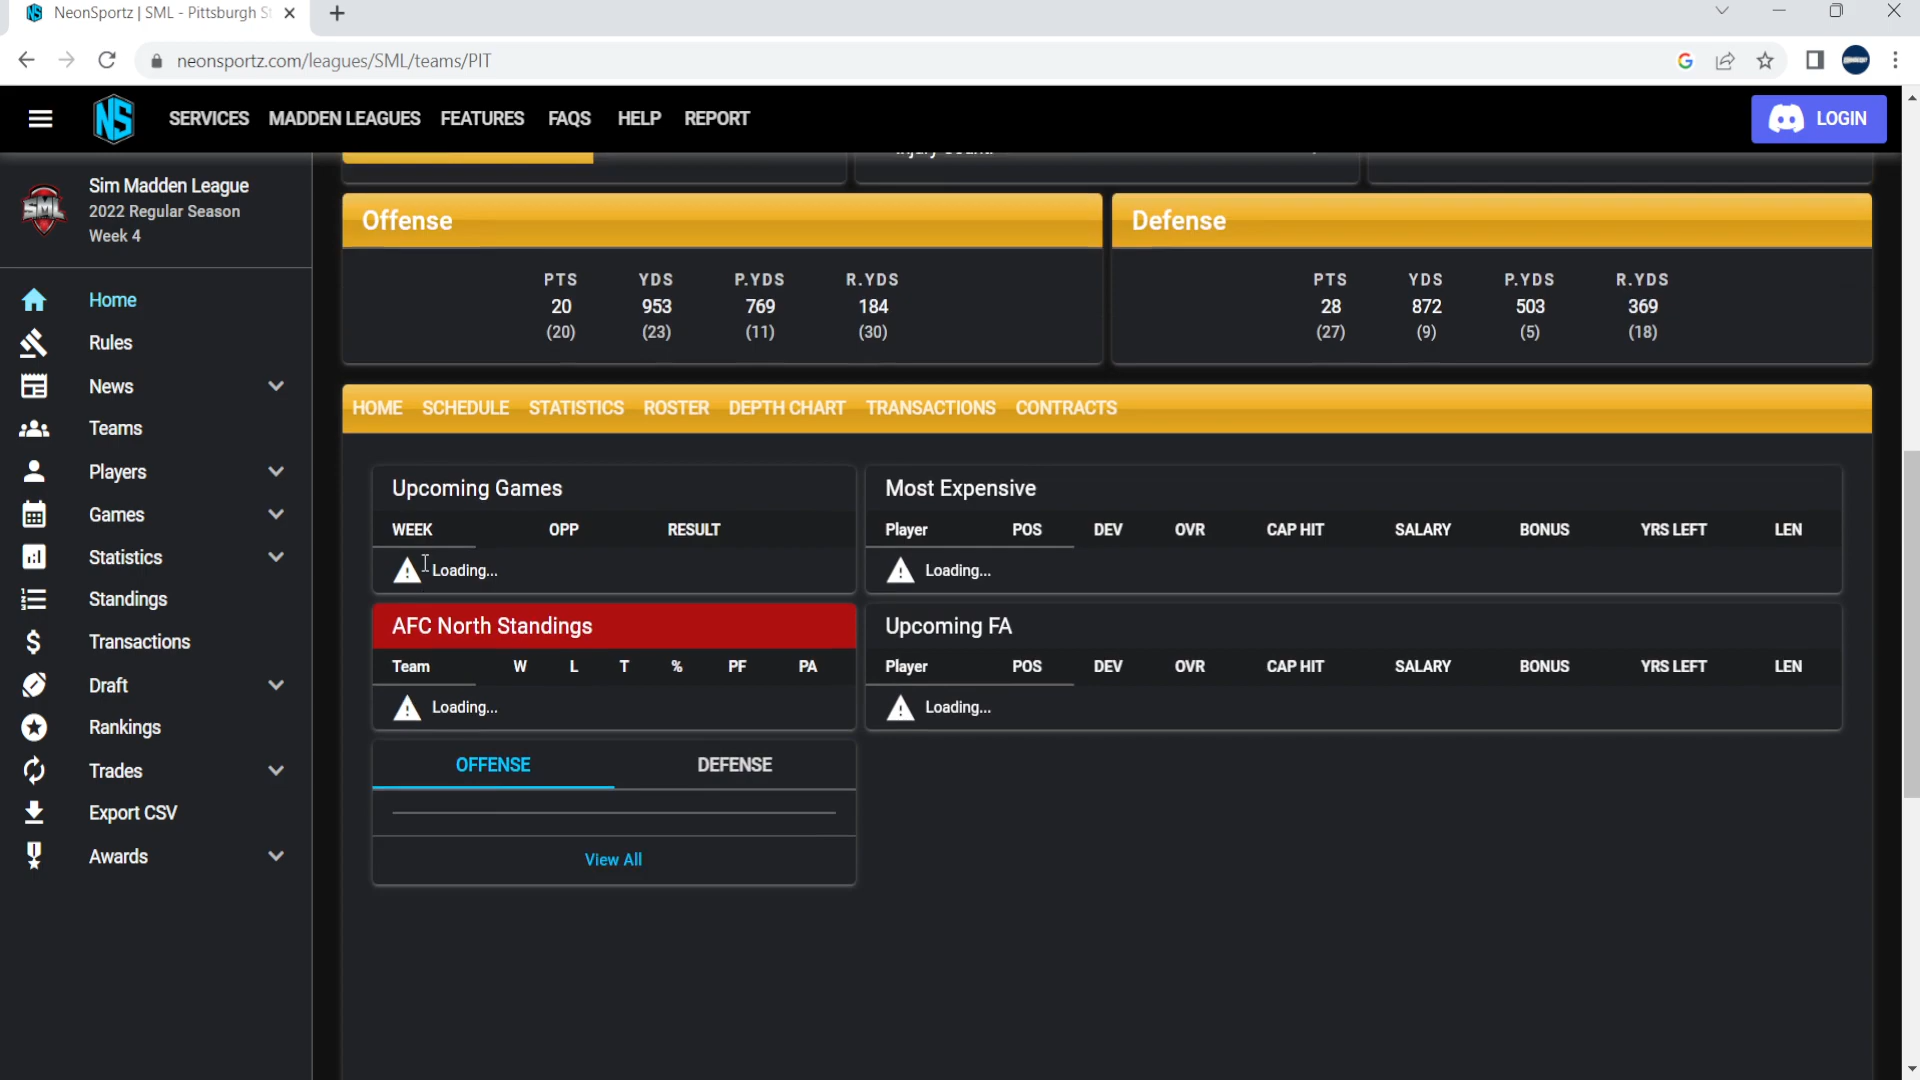 NeonSportz | SML - Pittsburgh S
neonsportz.com/leagues/SML/teams/PIT
NS SERVICES MADDEN LEAGUES FEATURES FAQS HELP REPORT LOGIN
SML
Sim Madden League
2022 Regular Season
Week 4
Home
Rules
News
Teams
Players
Games
Statistics
Standings
Transactions
Draft
Rankings
Trades
Export CSV
Awards
Offense
PTS YDS P.YDS R.YDS
20 953 769 184
(20) (23) (11) (30)
Defense
PTS YDS P.YDS R.YDS
28 872 503 369
(27) (9) (5) (18)
HOME SCHEDULE STATISTICS ROSTER DEPTH CHART TRANSACTIONS CONTRACTS
Upcoming Games
WEEK OPP RESULT
Loading...
Most Expensive
Player POS DEV OVR CAP HIT SALARY BONUS YRS LEFT LEN
Loading...
AFC North Standings
Team W L T % PF PA
Loading...
Upcoming FA
Player POS DEV OVR CAP HIT SALARY BONUS YRS LEFT LEN
Loading...
OFFENSE DEFENSE
View All